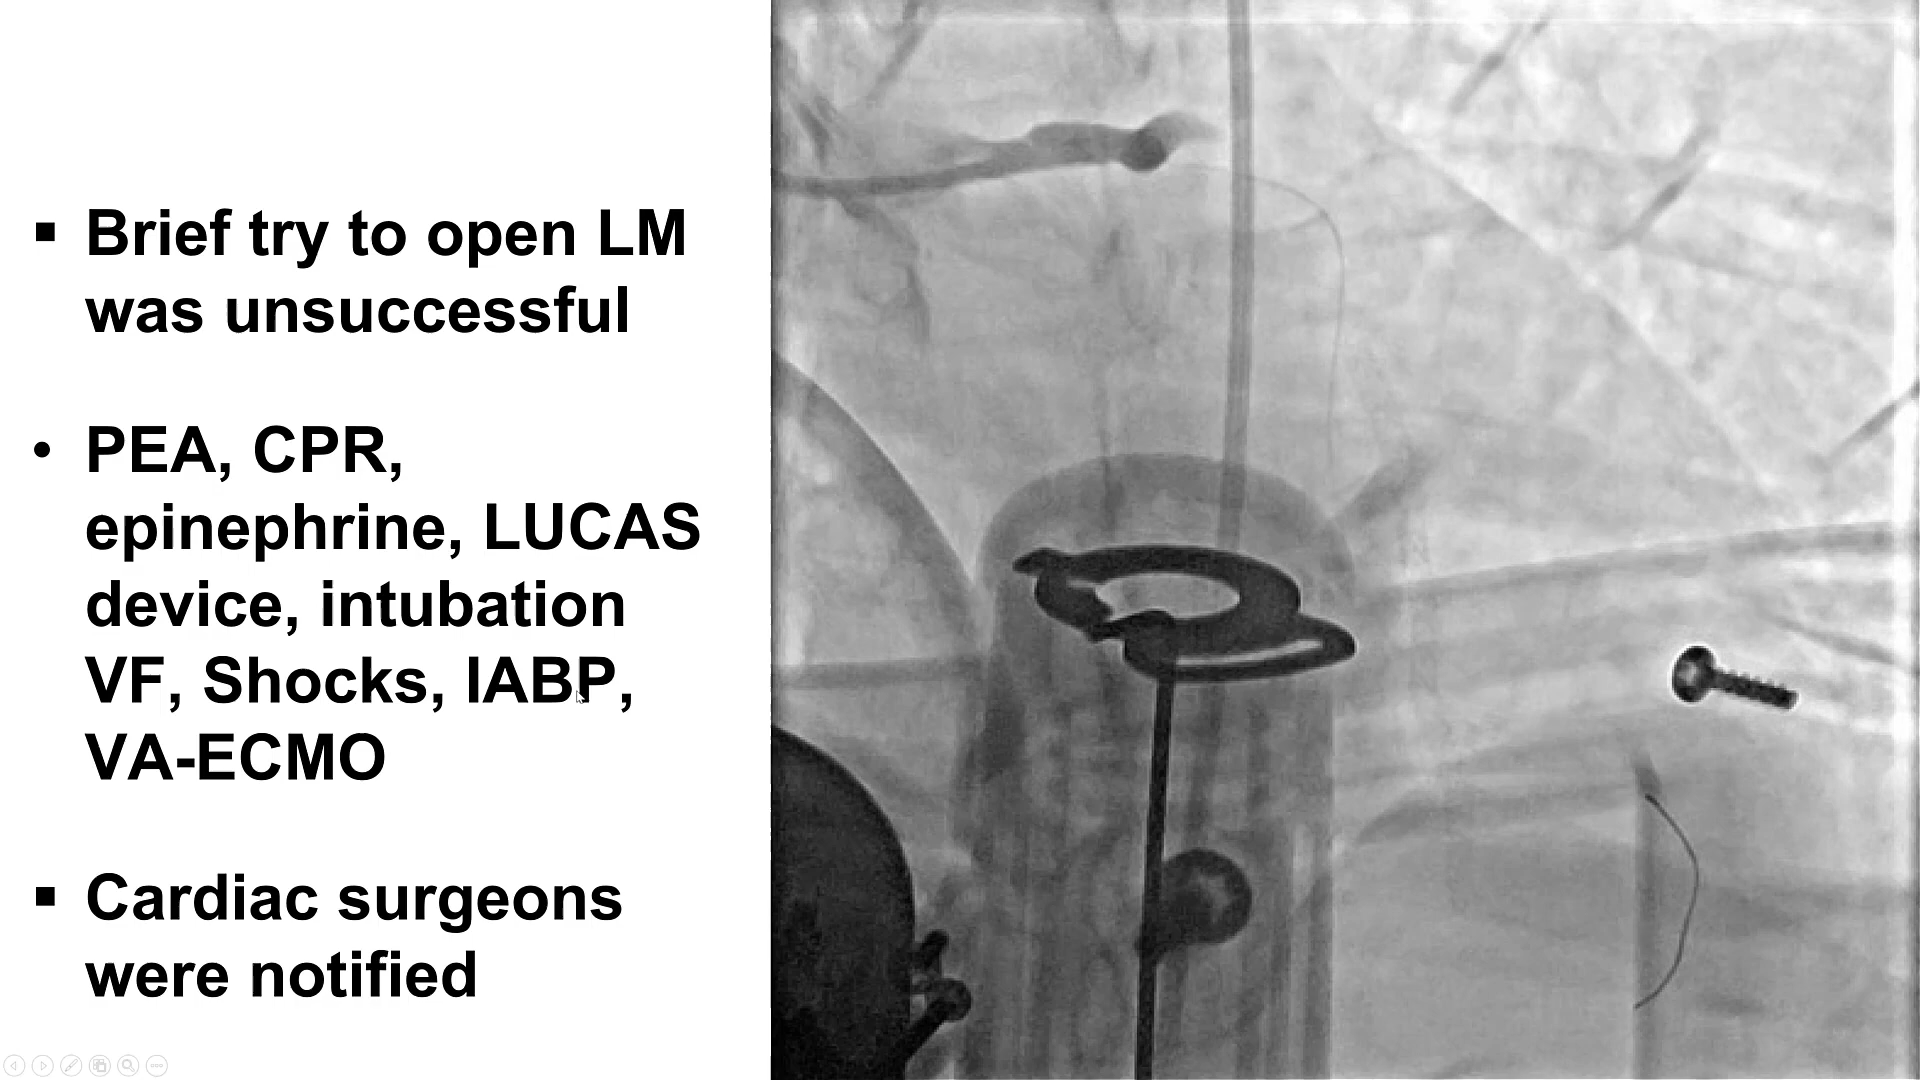 ▪ Brief try to open LM
was unsuccessful
• PEA, CPR,
epinephrine, LUCAS
device, intubation
VF, Shocks, IABP,
VA-ECMO
▪ Cardiac surgeons
were notified